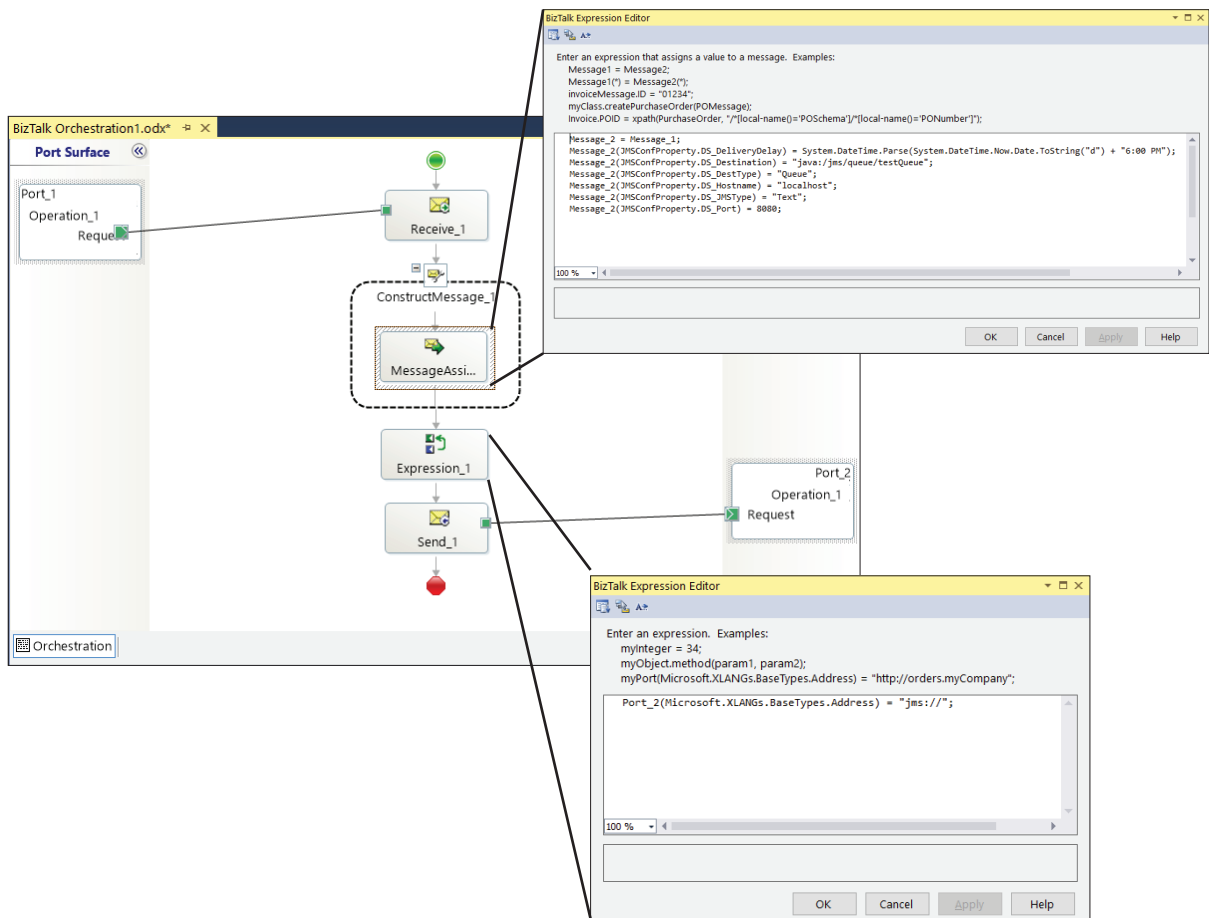 BizTalk Orchestration1.odx*
Port Surface
Port_1
Operation_1
Reque
Receive_1
ConstructMessage_1
MessageAssi...
Expression_1
Send_1
Port_2
Operation_1
Request
Orchestration
BizTalk Expression Editor
Enter an expression that assigns a value to a message.  Examples:
Message1 = Message2;
Message1(*) = Message2(*);
invoiceMessage.ID = "01234";
myClass.createPurchaseOrder(POMessage);
Invoice.POID = xpath(PurchaseOrder, "/*[local-name()='POSchema']/*[local-name()='PONumber']");
Message_2 = Message_1;
Message_2(JMSConfProperty.DS_DeliveryDelay) = System.DateTime.Parse(System.DateTime.Now.Date.ToString("d") + "6:00 PM");
Message_2(JMSConfProperty.DS_Destination) = "java:/jms/queue/testQueue";
Message_2(JMSConfProperty.DS_DestType) = "Queue";
Message_2(JMSConfProperty.DS_Hostname) = "localhost";
Message_2(JMSConfProperty.DS_JMSType) = "Text";
Message_2(JMSConfProperty.DS_Port) = 8080;
100 %
OK Cancel Apply Help
BizTalk Expression Editor
Enter an expression.  Examples:
myInteger = 34;
myObject.method(param1, param2);
myPort(Microsoft.XLANGs.BaseTypes.Address) = "http://orders.myCompany";
Port_2(Microsoft.XLANGs.BaseTypes.Address) = "jms://";
100 %
OK Cancel Apply Help